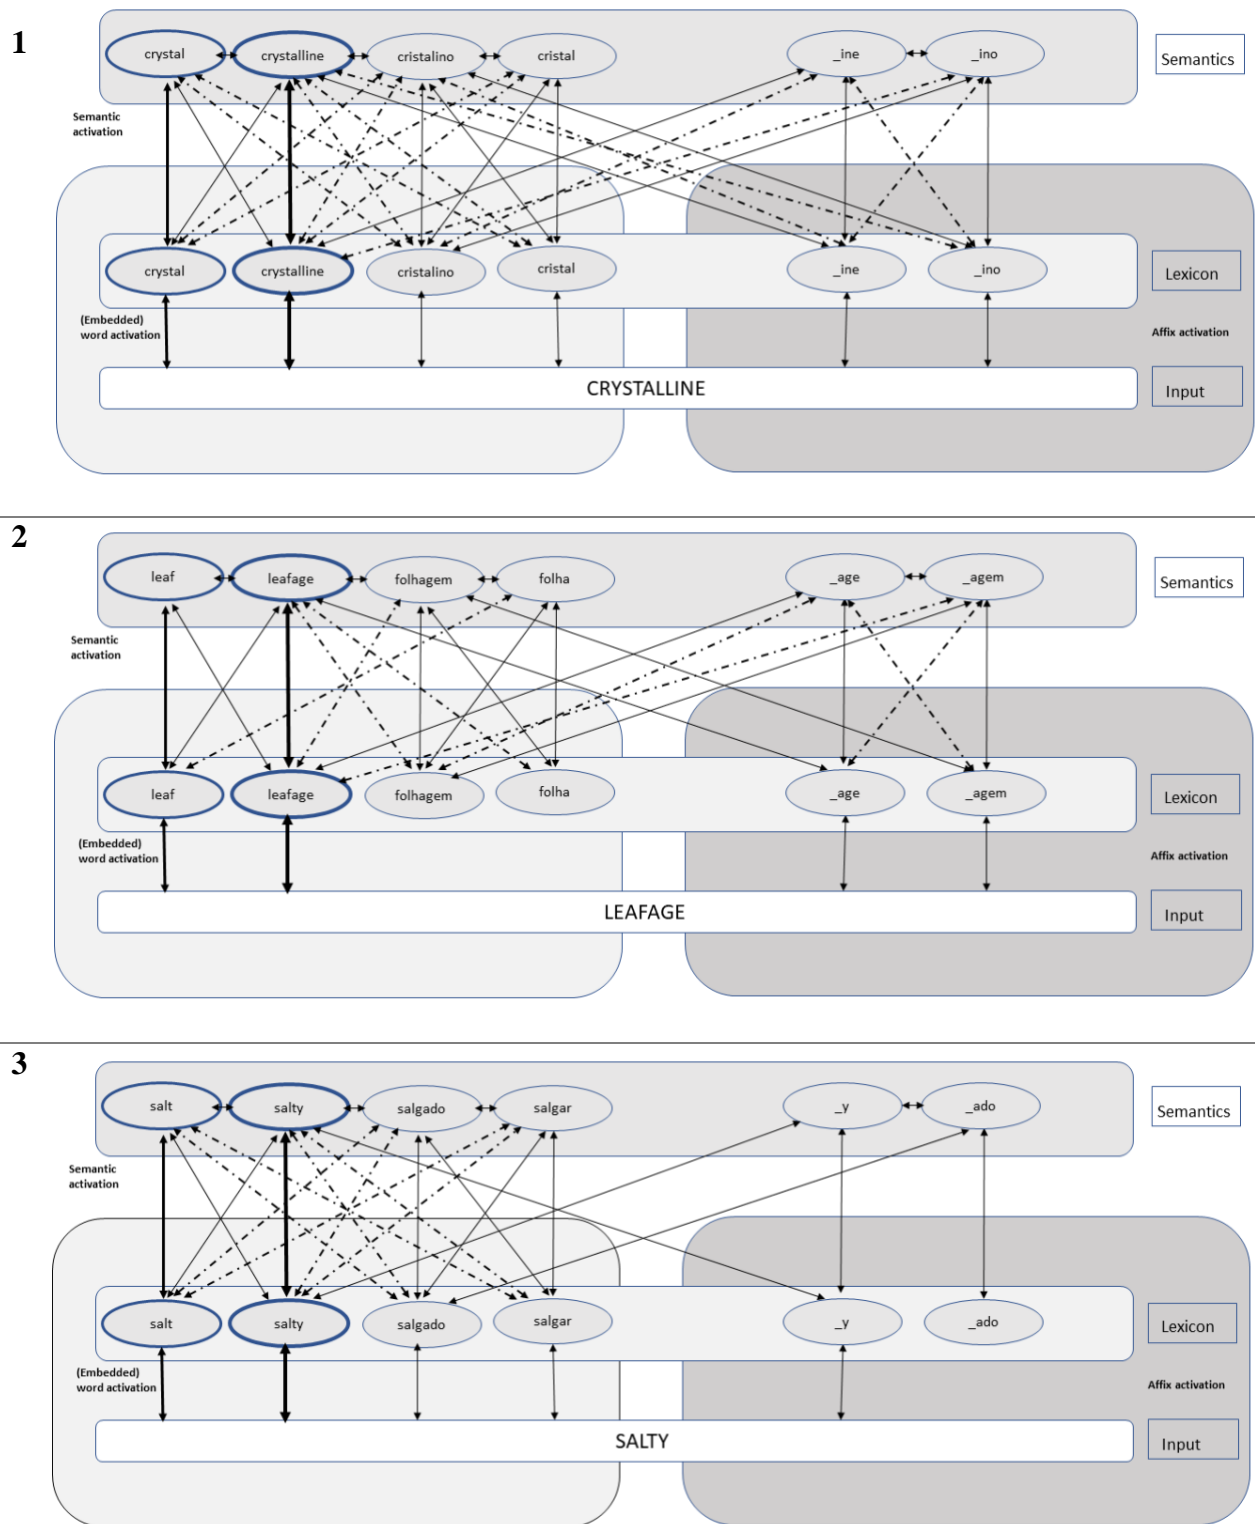 1
crystal crystalline cristalino cristal _ine _ino
Semantics
Semantic
activation
crystal crystalline cristalino cristal _ine _ino
Lexicon
(Embedded)
word activation
Affix activation
CRYSTALLINE
Input
2
leaf leafage folhagem folha _age _agem
Semantics
Semantic
activation
leaf leafage folhagem folha _age _agem
Lexicon
(Embedded)
word activation
Affix activation
LEAFAGE
Input
3
salt salty salgado salgar _y _ado
Semantics
Semantic
activation
salt salty salgado salgar _y _ado
Lexicon
(Embedded)
word activation
Affix activation
SALTY
Input